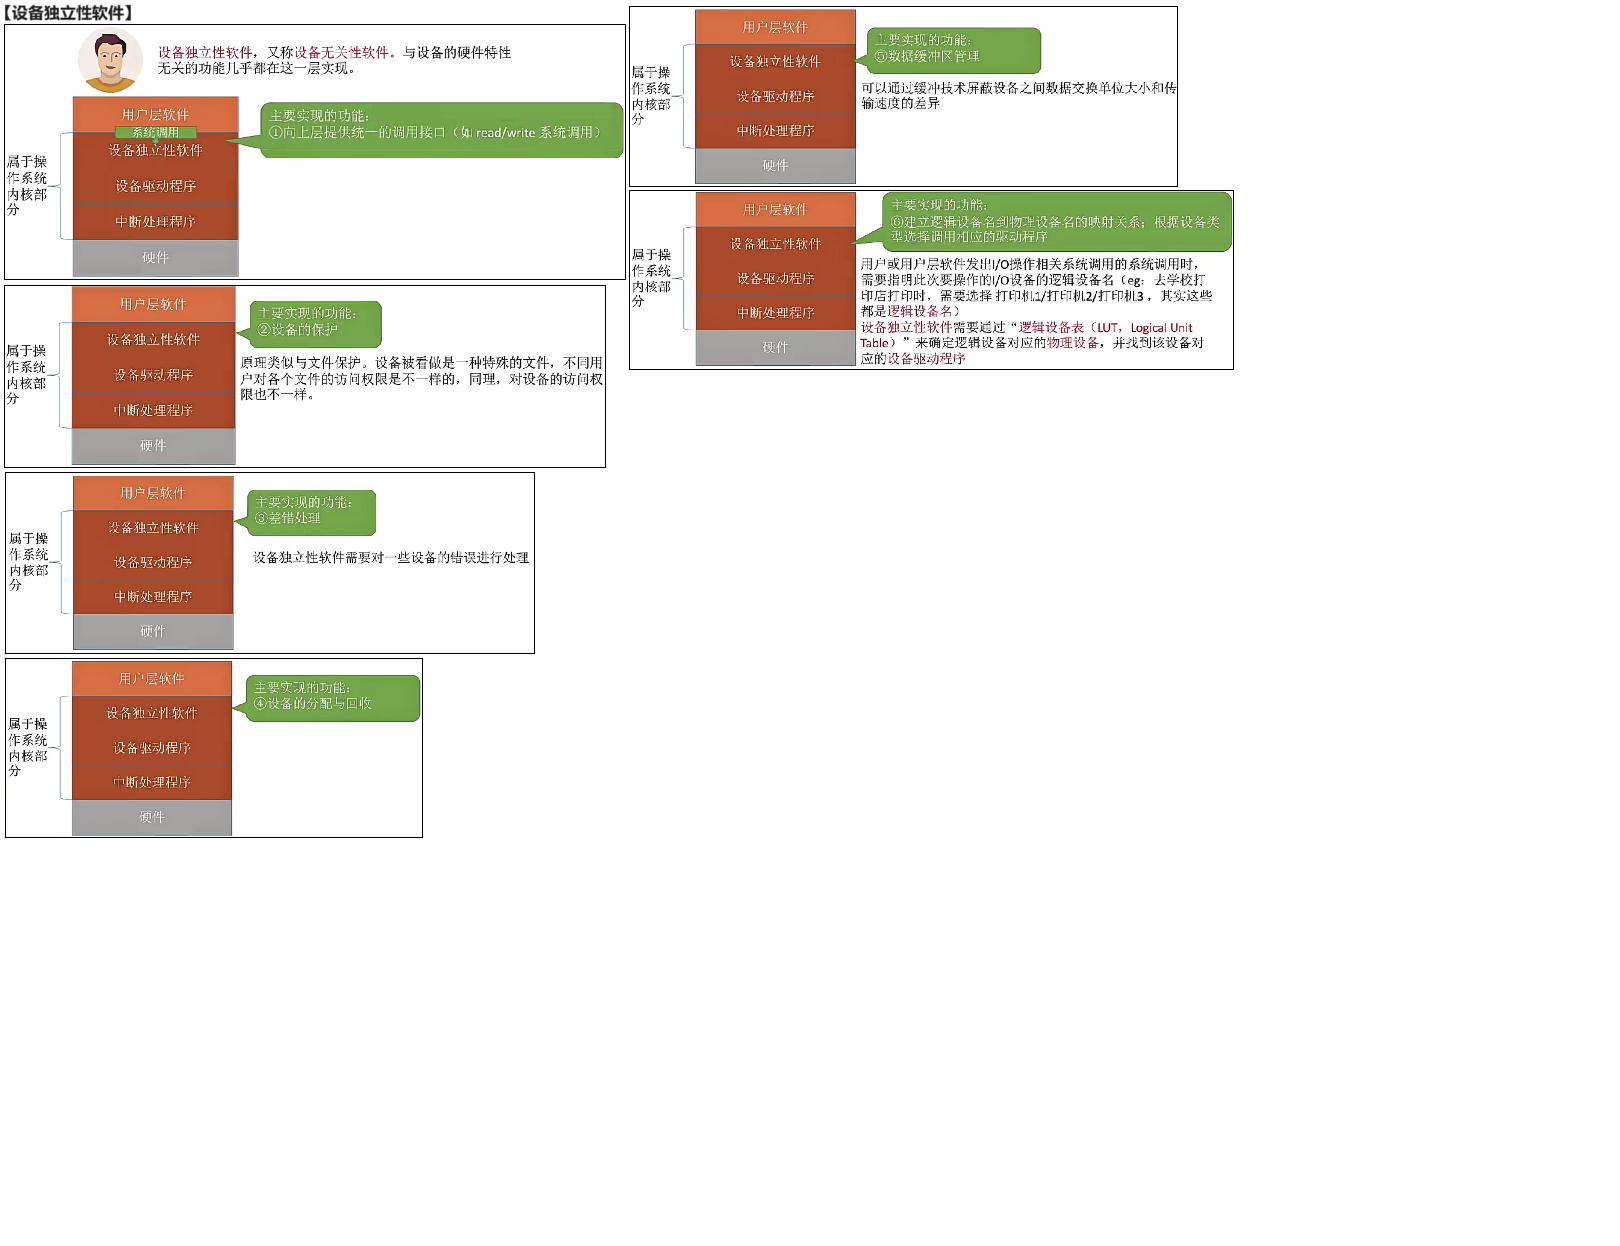 【设备独立性软件】
设备独立性软件，又称设备无关性软件。与设备的硬件特性
无关的功能几乎都在这一层实现。
用户层软件
系统调用
设备独立性软件
设备驱动程序
中断处理程序
硬件
属于操
作系统
内核部
分
主要实现的功能：
①向上层提供统一的调用接口（如 read/write 系统调用）
用户层软件
设备独立性软件
设备驱动程序
中断处理程序
硬件
属于操
作系统
内核部
分
主要实现的功能：
②设备的保护
原理类似与文件保护。设备被看做是一种特殊的文件，不同用
户对各个文件的访问权限是不一样的，同理，对设备的访问权
限也不一样。
用户层软件
设备独立性软件
设备驱动程序
中断处理程序
硬件
属于操
作系统
内核部
分
主要实现的功能：
③差错处理
设备独立性软件需要对一些设备的错误进行处理
用户层软件
设备独立性软件
设备驱动程序
中断处理程序
硬件
属于操
作系统
内核部
分
主要实现的功能：
④设备的分配与回收
用户层软件
设备独立性软件
设备驱动程序
中断处理程序
硬件
属于操
作系统
内核部
分
主要实现的功能：
⑤数据缓冲区管理
可以通过缓冲技术屏蔽设备之间数据交换单位大小和传
输速度的差异
用户层软件
设备独立性软件
设备驱动程序
中断处理程序
硬件
属于操
作系统
内核部
分
主要实现的功能：
⑥建立逻辑设备名到物理设备名的映射关系；根据设备类
型选择调用相应的驱动程序
用户或用户层软件发出I/O操作相关系统调用的系统调用时，
需要指明此次要操作的I/O设备的逻辑设备名（eg：去学校打
印店打印时，需要选择 打印机1/打印机2/打印机3 ，其实这些
都是逻辑设备名）
设备独立性软件需要通过“逻辑设备表（LUT，Logical Unit
Table）”来确定逻辑设备对应的物理设备，并找到该设备对
应的设备驱动程序